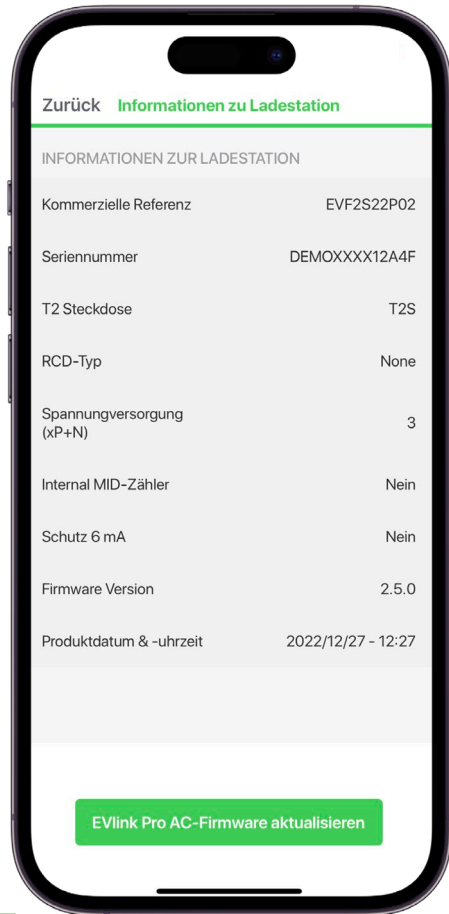 Zurück Informationen zu Ladestation
INFORMATIONEN ZUR LADESTATION
Kommerzielle Referenz EVF2S22P02
Seriennummer DEMOXXXX12A4F
T2 Steckdose T2S
RCD-Typ None
Spannungversorgung
(xP+N) 3
Internal MID-Zähler Nein
Schutz 6 mA Nein
Firmware Version 2.5.0
Produktdatum & -uhrzeit 2022/12/27 - 12:27
EVlink Pro AC-Firmware aktualisieren